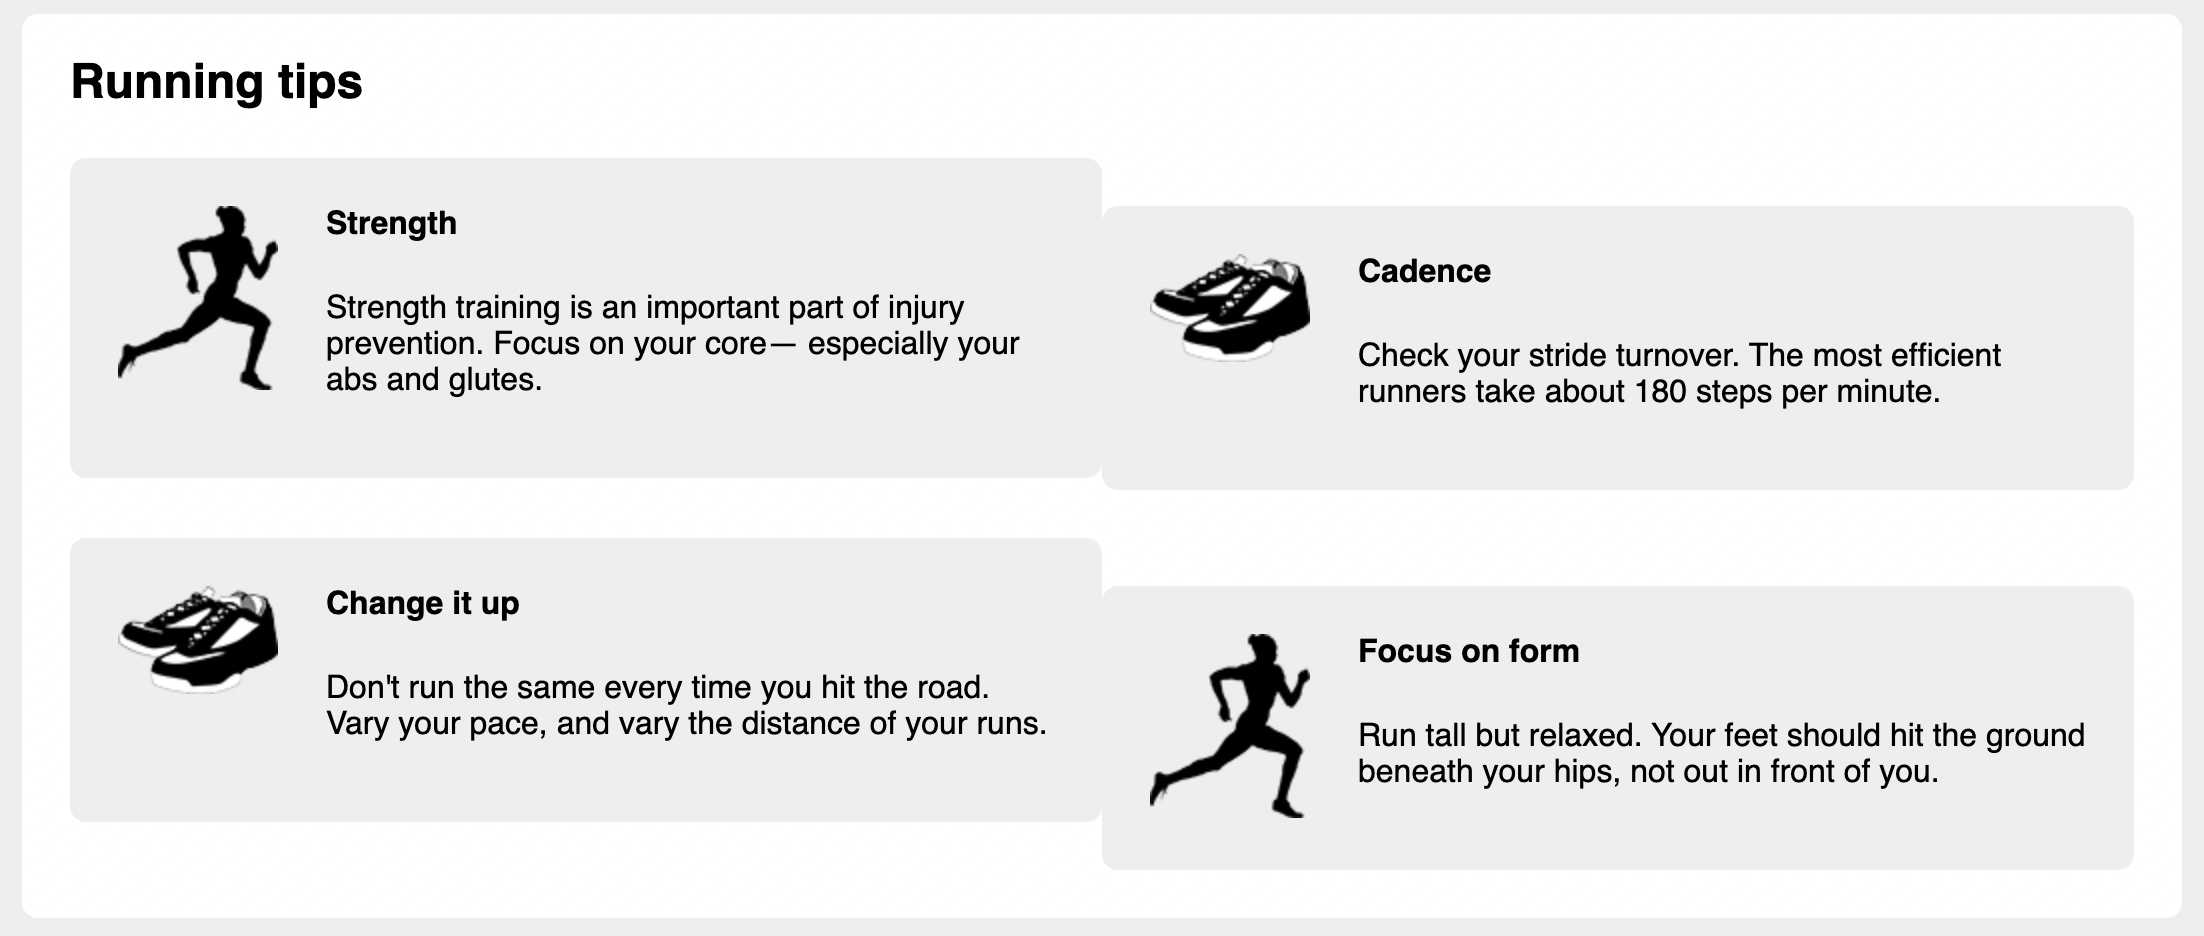 Running tips
Strength
Strength training is an important part of injury
prevention. Focus on your core— especially your
abs and glutes.
Cadence
Check your stride turnover. The most efficient
runners take about 180 steps per minute.
Change it up
Don't run the same every time you hit the road.
Vary your pace, and vary the distance of your runs.
Focus on form
Run tall but relaxed. Your feet should hit the ground
beneath your hips, not out in front of you.